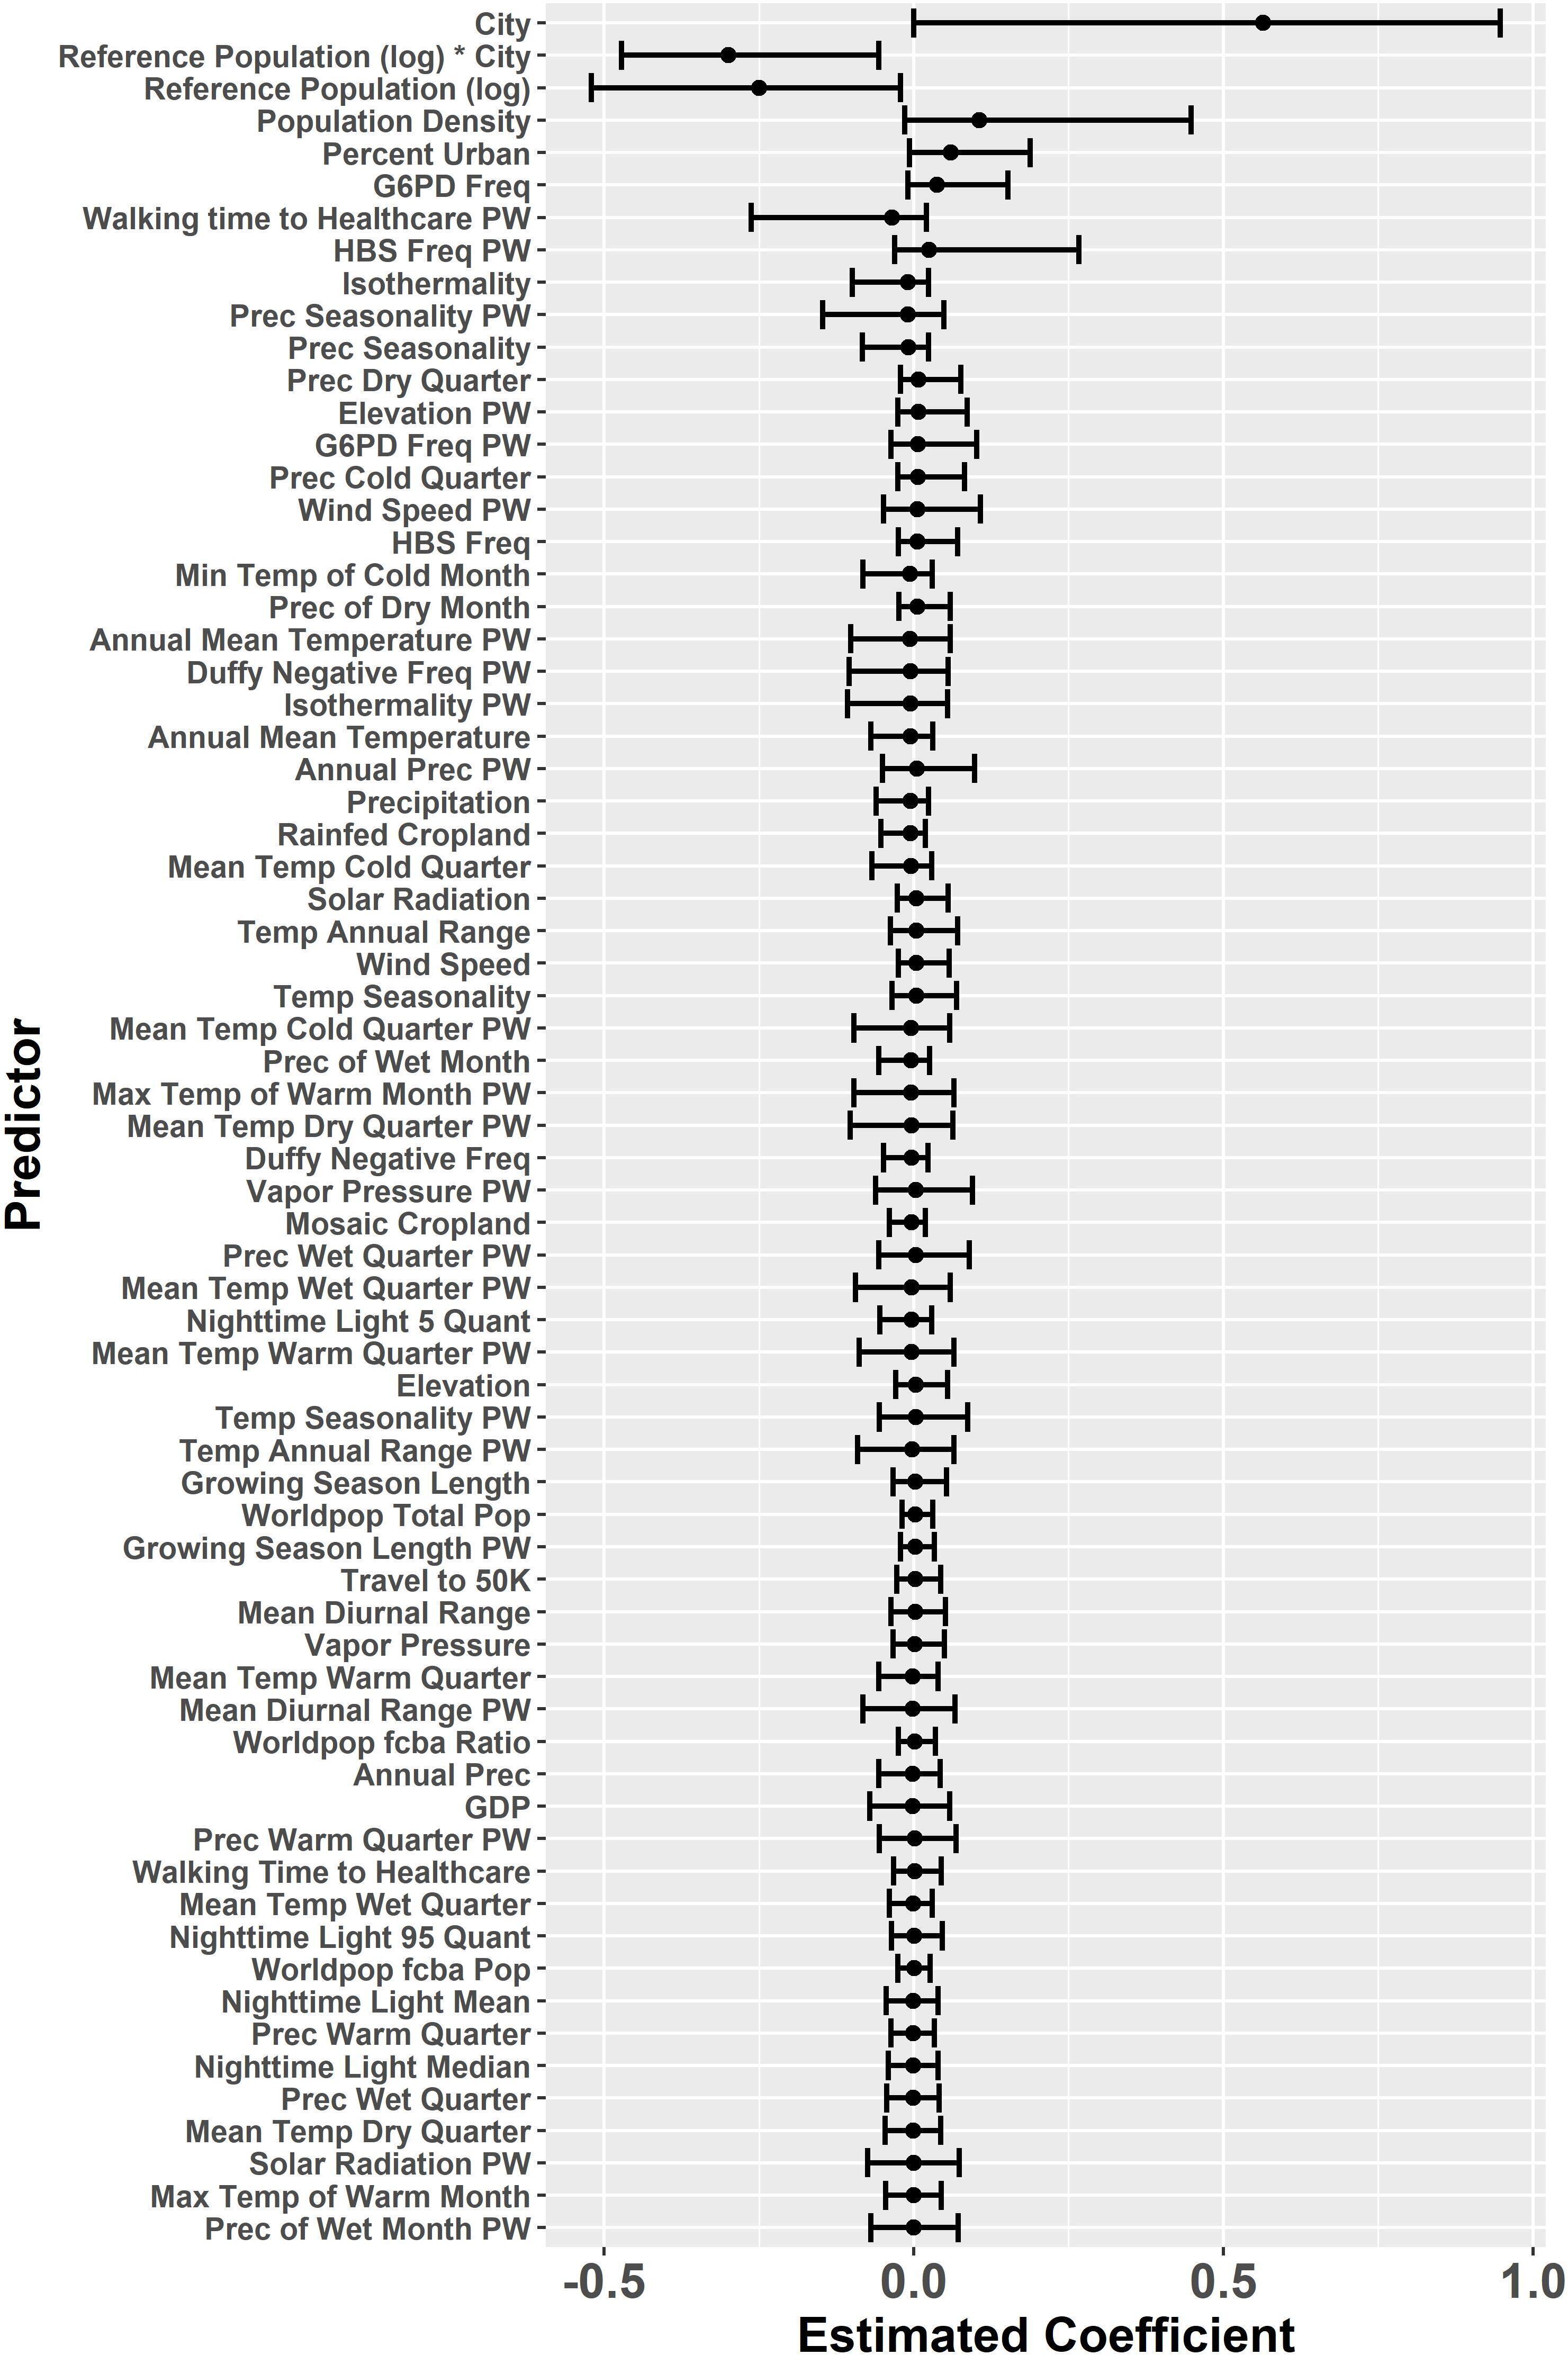 City
Reference Population (log) * City
Reference Population (log)
Population Density
Percent Urban
G6PD Freq
Walking time to Healthcare PW
HBS Freq PW
Isothermality
Prec Seasonality PW
Prec Seasonality
Prec Dry Quarter
Elevation PW
G6PD Freq PW
Prec Cold Quarter
Wind Speed PW
HBS Freq
Min Temp of Cold Month
Prec of Dry Month
Annual Mean Temperature PW
Duffy Negative Freq PW
Isothermality PW
Annual Mean Temperature
Annual Prec PW
Precipitation
Rainfed Cropland
Mean Temp Cold Quarter
Solar Radiation
Temp Annual Range
Wind Speed
Temp Seasonality
Mean Temp Cold Quarter PW
Prec of Wet Month
Max Temp of Warm Month PW
Mean Temp Dry Quarter PW
Duffy Negative Freq
Vapor Pressure PW
Mosaic Cropland
Prec Wet Quarter PW
Mean Temp Wet Quarter PW
Nighttime Light 5 Quant
Mean Temp Warm Quarter PW
Elevation
Temp Seasonality PW
Temp Annual Range PW
Growing Season Length
Worldpop Total Pop
Growing Season Length PW
Travel to 50K
Mean Diurnal Range
Vapor Pressure
Mean Temp Warm Quarter
Mean Diurnal Range PW
Worldpop fcba Ratio
Annual Prec
GDP
Prec Warm Quarter PW
Walking Time to Healthcare
Mean Temp Wet Quarter
Nighttime Light 95 Quant
Worldpop fcba Pop
Nighttime Light Mean
Prec Warm Quarter
Nighttime Light Median
Prec Wet Quarter
Mean Temp Dry Quarter
Solar Radiation PW
Max Temp of Warm Month
Prec of Wet Month PW
Predictor
-0.5 0.0 0.5 1.0
Estimated Coefficient